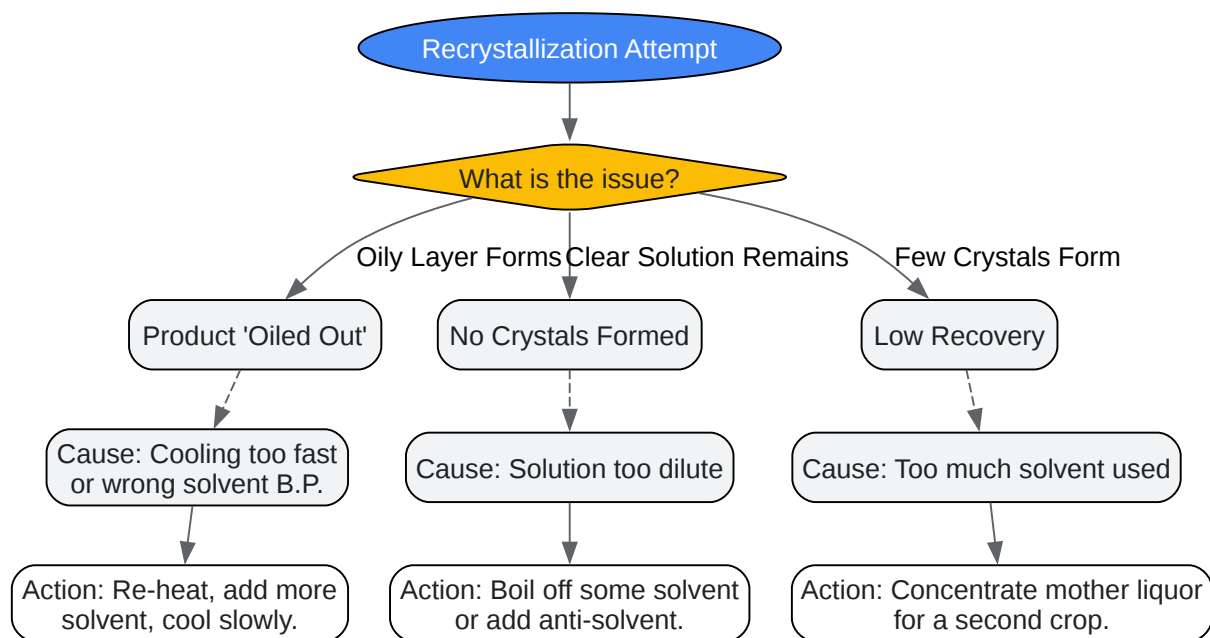 Recrystallization Attempt
What is the issue?
Oily Layer Forms
Clear Solution Remains
Few Crystals Form
Product 'Oiled Out'
No Crystals Formed
Low Recovery
Cause: Cooling too fast
or wrong solvent B.P.
Cause: Solution too dilute
Cause: Too much solvent used
Action: Re-heat, add more
solvent, cool slowly.
Action: Boil off some solvent
or add anti-solvent.
Action: Concentrate mother liquor
for a second crop.